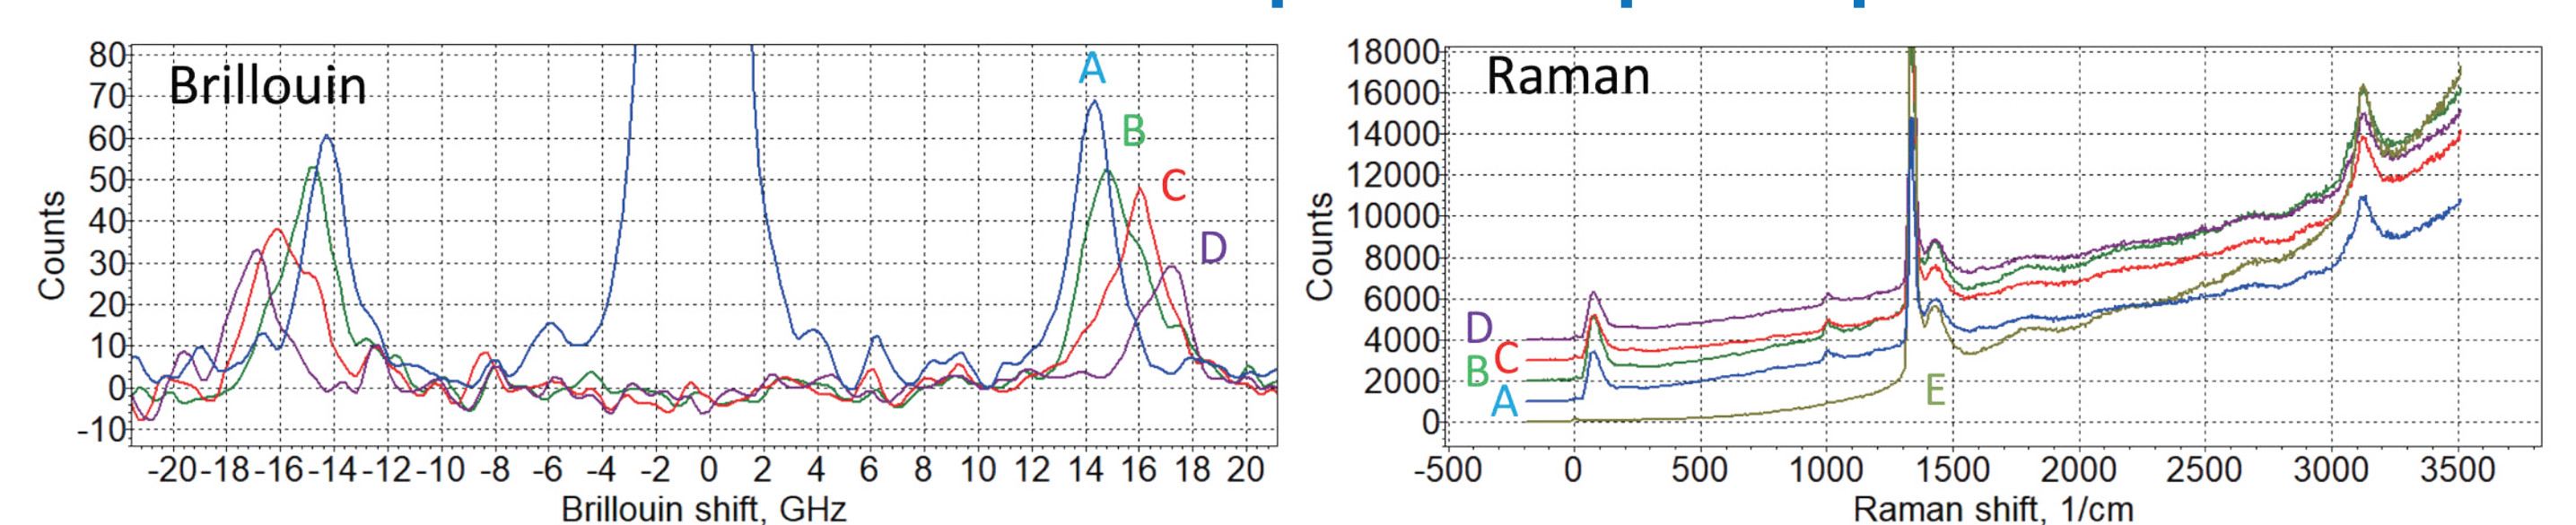 Brillouin
A
B
C
D
80
70
60
50
40
30
20
10
0
-10
Counts
-20 -18 -16 -14 -12 -10 -8 -6 -4 -2 0 2 4 6 8 10 12 14 16 18 20
Brillouin shift, GHz
Raman
18000
16000
14000
12000
10000
8000
6000
4000
2000
0
Counts
D
C
B
A
E
-500 0 500 1000 1500 2000 2500 3000 3500
Raman shift, 1/cm